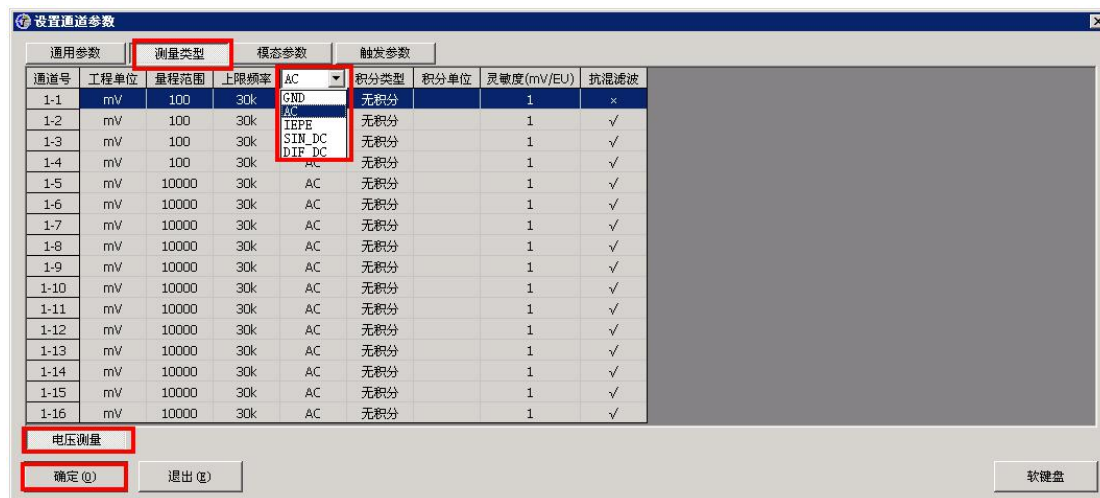 设置通道参数
通用参数 测量类型 模态参数 触发参数
通道号 工程单位 量程范围 上限频率 AC 积分类型 积分单位 灵敏度(mV/EU) 抗混滤波
1-1 mV 100 30k GND 无积分 1 ×
AC
1-2 mV 100 30k IEPE 无积分 1 √
1-3 mV 100 30k SIN_DC 无积分 1 √
DIF_DC
1-4 mV 100 30k AC 无积分 1 √
1-5 mV 10000 30k AC 无积分 1 √
1-6 mV 10000 30k AC 无积分 1 √
1-7 mV 10000 30k AC 无积分 1 √
1-8 mV 10000 30k AC 无积分 1 √
1-9 mV 10000 30k AC 无积分 1 √
1-10 mV 10000 30k AC 无积分 1 √
1-11 mV 10000 30k AC 无积分 1 √
1-12 mV 10000 30k AC 无积分 1 √
1-13 mV 10000 30k AC 无积分 1 √
1-14 mV 10000 30k AC 无积分 1 √
1-15 mV 10000 30k AC 无积分 1 √
1-16 mV 10000 30k AC 无积分 1 √
电压测量
确定(O) 退出(E) 软键盘